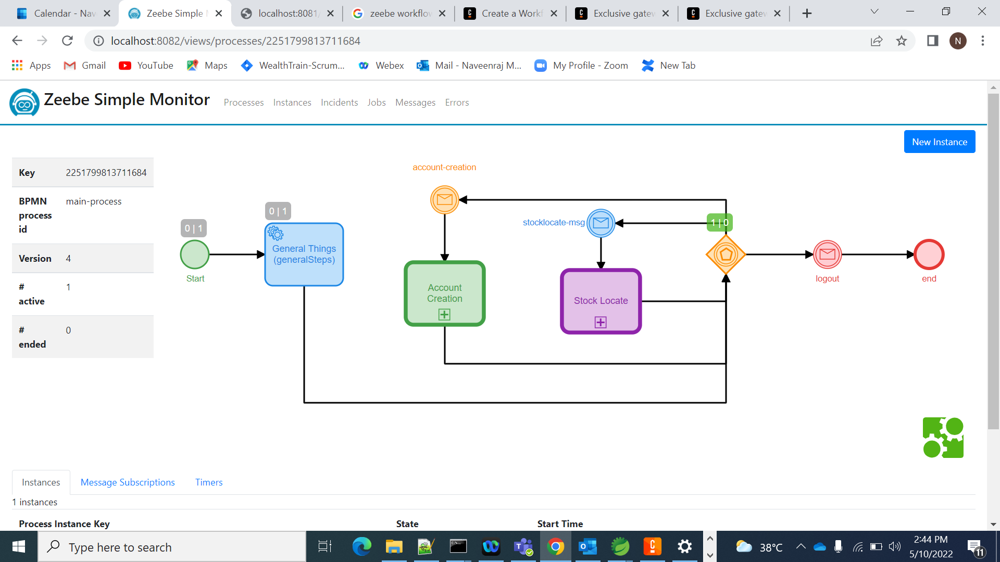 Calendar - Nav
Zeebe Simple M
localhost:8081/
zeebe workflow
Create a Workf
Exclusive gatew
Exclusive gatew
localhost:8082/views/processes/2251799813711684
N
Apps
Gmail
YouTube
Maps
WealthTrain-Scrum...
Webex
Mail - Naveenraj M...
My Profile - Zoom
New Tab
Zeebe Simple Monitor
Processes
Instances
Incidents
Jobs
Messages
Errors
New Instance
Key 2251799813711684
BPMN process id main-process
Version 4
# active 1
# ended 0
account-creation
0 | 1
0 | 1
stocklocate-msg
1 | 0
General Things
(generalSteps)
Start
Account
Creation
Stock Locate
logout
end
Instances
Message Subscriptions
Timers
1 instances
Process Instance Key
State
Start Time
Type here to search
38°C
2:44 PM
5/10/2022
11